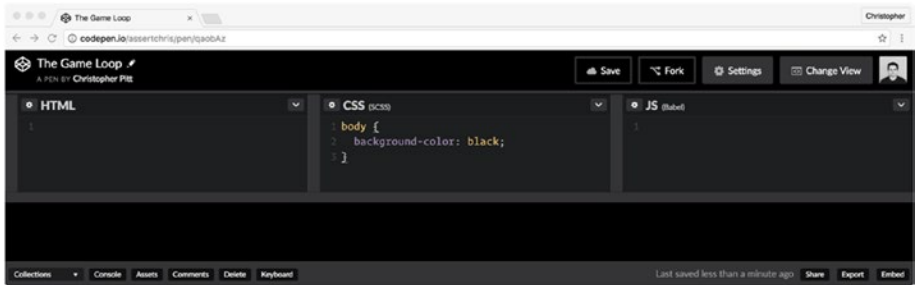 The Game Loop
Christopher
codepen.io/assertchris/pen/qaobAz
The Game Loop
A PEN BY Christopher Pitt
Save
Fork
Settings
Change View
HTML
1
CSS (SCSS)
1 body {
2 background-color: black;
3 }
JS (Babel)
1
Collections
Console
Assets
Comments
Delete
Keyboard
Last saved less than a minute ago
Share
Export
Embed